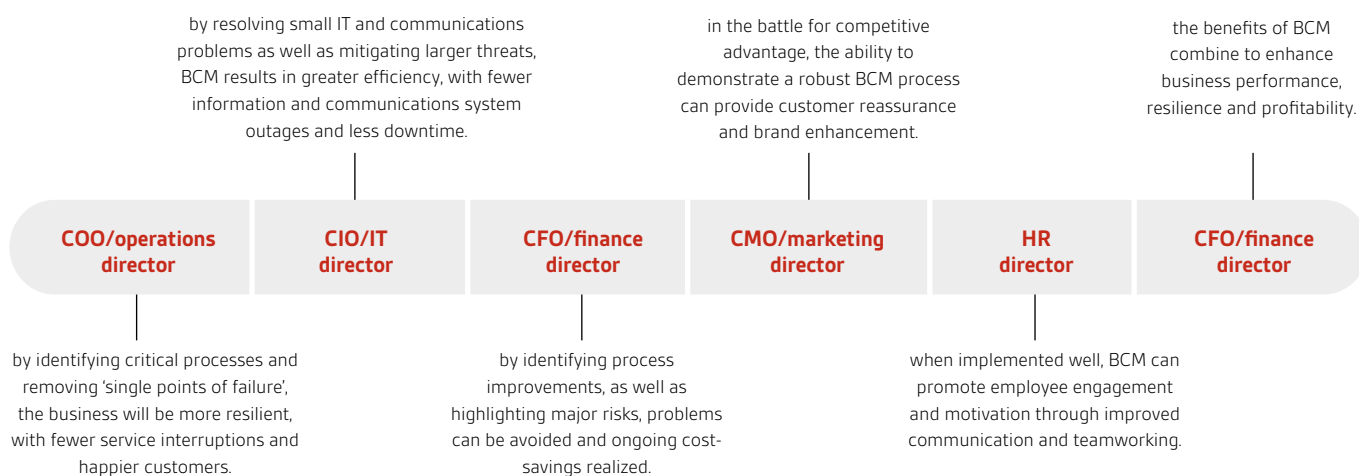 by resolving small IT and communications
problems as well as mitigating larger threats,
BCM results in greater efficiency, with fewer
information and communications system
outages and less downtime.
in the battle for competitive
advantage, the ability to
demonstrate a robust BCM process
can provide customer reassurance
and brand enhancement.
the benefits of BCM
combine to enhance
business performance,
resilience and profitability.
COO/operations
director
CIO/IT
director
CFO/finance
director
CMO/marketing
director
HR
director
CFO/finance
director
by identifying critical processes and
removing ‘single points of failure’,
the business will be more resilient,
with fewer service interruptions and
happier customers.
by identifying process
improvements, as well as
highlighting major risks, problems
can be avoided and ongoing cost-
savings realized.
when implemented well, BCM can
promote employee engagement
and motivation through improved
communication and teamworking.